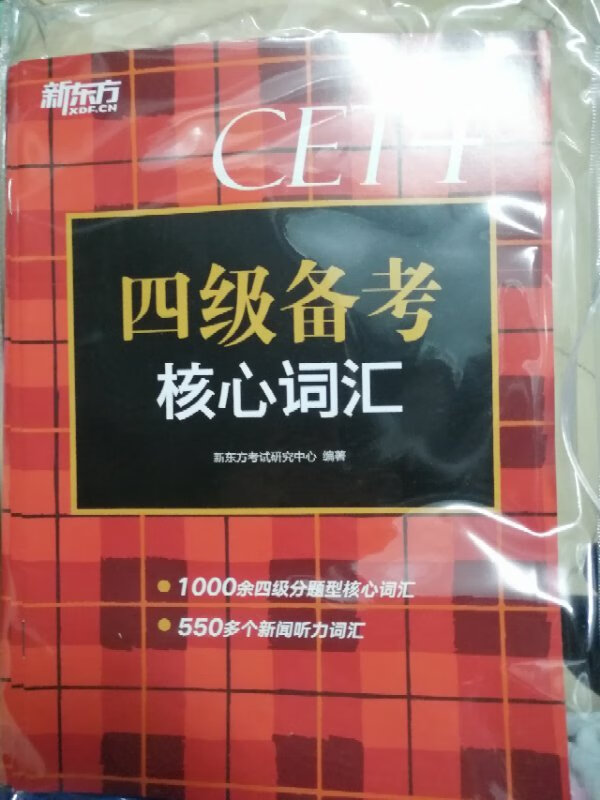 新东方
XDF.CN
CET4
四级备考
核心词汇
新东方考试研究中心 编著
1000余四级分题型核心词汇
550多个新闻听力词汇